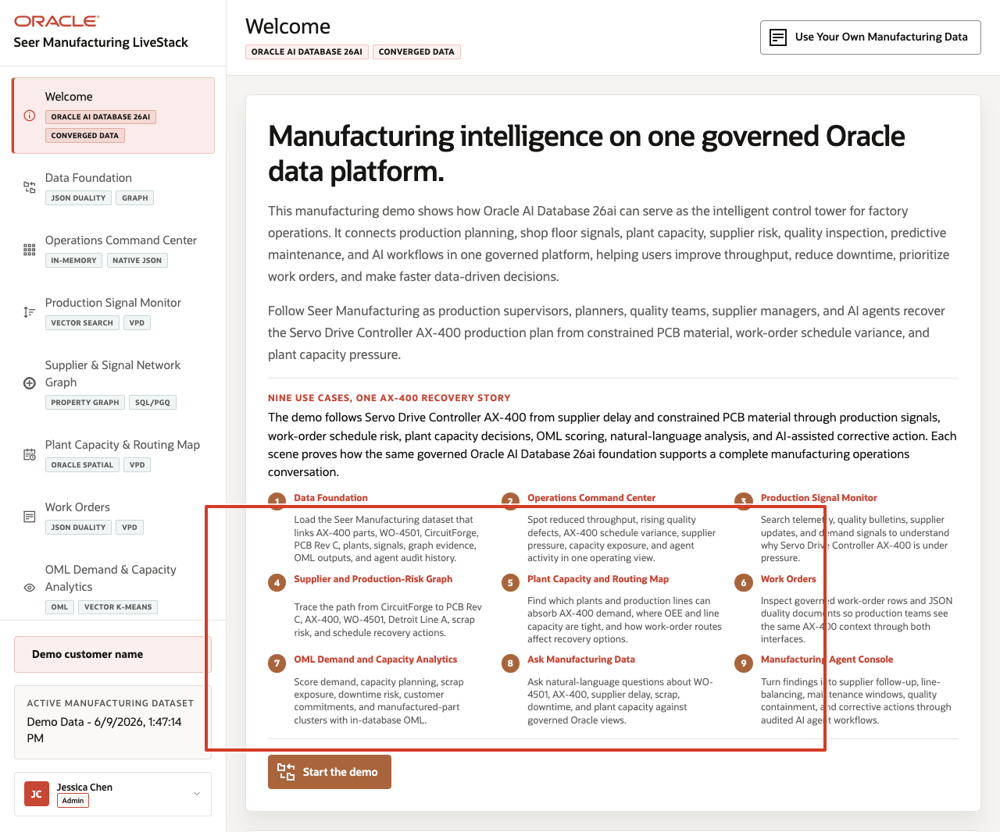 ORACLE
Seer Manufacturing LiveStack
Welcome
ORACLE AI DATABASE 26AI
CONVERGED DATA
Data Foundation
JSON DUALITY GRAPH
Operations Command Center
IN-MEMORY NATIVE JSON
Production Signal Monitor
VECTOR SEARCH VPD
Supplier & Signal Network
Graph
PROPERTY GRAPH SQL/PGQ
Plant Capacity & Routing Map
ORACLE SPATIAL VPD
Work Orders
JSON DUALITY VPD
OML Demand & Capacity
Analytics
OML VECTOR K-MEANS
Demo customer name
ACTIVE MANUFACTURING DATASET
Demo Data - 6/9/2026, 1:47:14
PM
JC
Jessica Chen
Admin
Welcome
ORACLE AI DATABASE 26AI CONVERGED DATA
Use Your Own Manufacturing Data
Manufacturing intelligence on one governed Oracle
data platform.
This manufacturing demo shows how Oracle AI Database 26ai can serve as the intelligent control tower for factory
operations. It connects production planning, shop floor signals, plant capacity, supplier risk, quality inspection, predictive
maintenance, and AI workflows in one governed platform, helping users improve throughput, reduce downtime, prioritize
work orders, and make faster data-driven decisions.
Follow Seer Manufacturing as production supervisors, planners, quality teams, supplier managers, and AI agents recover
the Servo Drive Controller AX-400 production plan from constrained PCB material, work-order schedule variance, and
plant capacity pressure.
NINE USE CASES, ONE AX-400 RECOVERY STORY
The demo follows Servo Drive Controller AX-400 from supplier delay and constrained PCB material through production signals,
work-order schedule risk, plant capacity decisions, OML scoring, natural-language analysis, and AI-assisted corrective action. Each
scene proves how the same governed Oracle AI Database 26ai foundation supports a complete manufacturing operations
conversation.
1 Data Foundation
Load the Seer Manufacturing dataset that
links AX-400 parts, WO-4501, CircuitForge,
PCB Rev C, plants, signals, graph evidence,
OML outputs, and agent audit history.
2 Operations Command Center
Spot reduced throughput, rising quality
defects, AX-400 schedule variance, supplier
pressure, capacity exposure, and agent
activity in one operating view.
3 Production Signal Monitor
Search telemetry, quality bulletins, supplier
updates, and demand signals to understand
why Servo Drive Controller AX-400 is under
pressure.
4 Supplier and Production-Risk Graph
Trace the path from CircuitForge to PCB Rev
C, AX-400, WO-4501, Detroit Line A, scrap
risk, and schedule recovery actions.
5 Plant Capacity and Routing Map
Find which plants and production lines can
absorb AX-400 demand, where OEE and line
capacity are tight, and how work-order routes
affect recovery options.
6 Work Orders
Inspect governed work-order rows and JSON
duality documents so production teams see
the same AX-400 context through both
interfaces.
7 OML Demand and Capacity Analytics
Score demand, capacity planning, scrap
exposure, downtime risk, customer
commitments, and manufactured-part
clusters with in-database OML.
8 Ask Manufacturing Data
Ask natural-language questions about WO-
4501, AX-400, supplier delay, scrap,
downtime, and plant capacity against
governed Oracle views.
9 Manufacturing Agent Console
Turn findings into supplier follow-up, line-
balancing, maintenance windows, quality
containment, and corrective actions through
audited AI agent workflows.
Start the demo